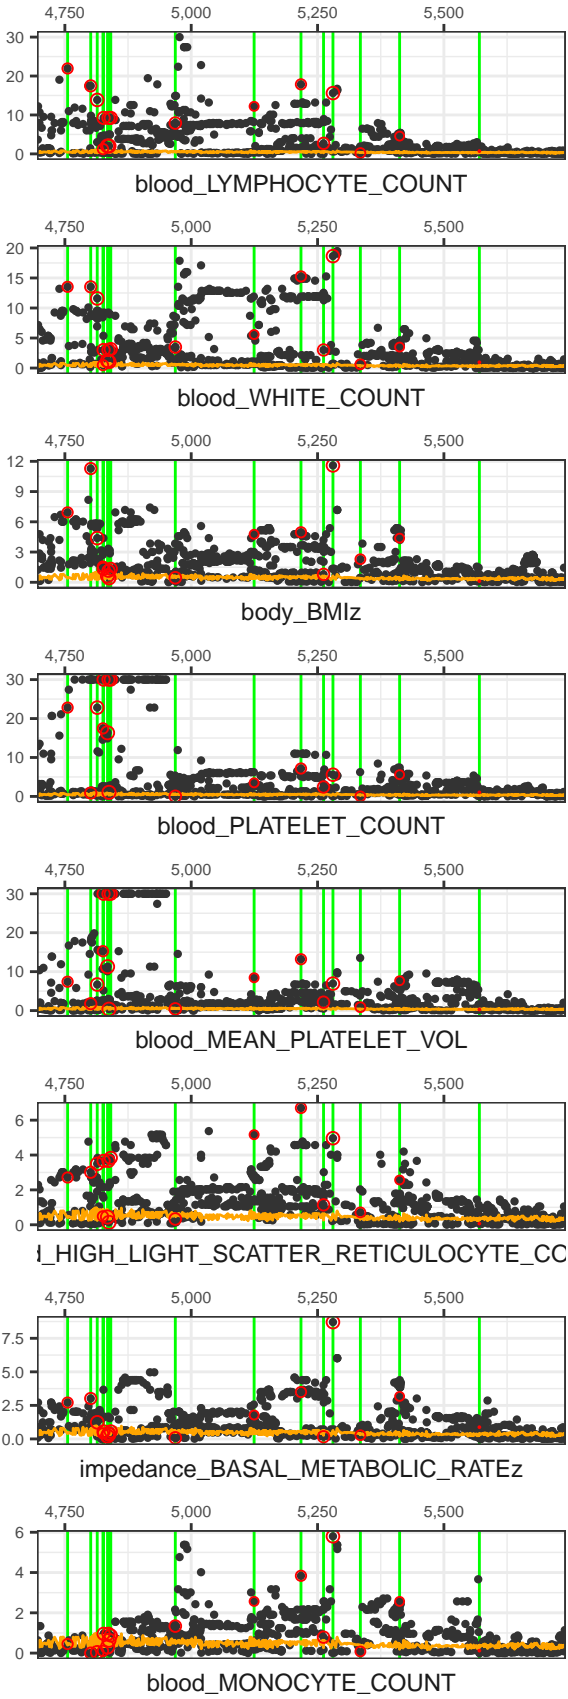 4,750 5,000 5,250 5,500
30
20
10
0
blood_LYMPHOCYTE_COUNT
4,750 5,000 5,250 5,500
20
15
10
5
0
blood_WHITE_COUNT
4,750 5,000 5,250 5,500
12
9
6
3
0
body_BMIz
4,750 5,000 5,250 5,500
30
20
10
0
blood_PLATELET_COUNT
4,750 5,000 5,250 5,500
30
20
10
0
blood_MEAN_PLATELET_VOL
4,750 5,000 5,250 5,500
6
4
2
0
d_HIGH_LIGHT_SCATTER_RETICULOCYTE_CO
4,750 5,000 5,250 5,500
7.5
5.0
2.5
0.0
impedance_BASAL_METABOLIC_RATEz
4,750 5,000 5,250 5,500
6
4
2
0
blood_MONOCYTE_COUNT